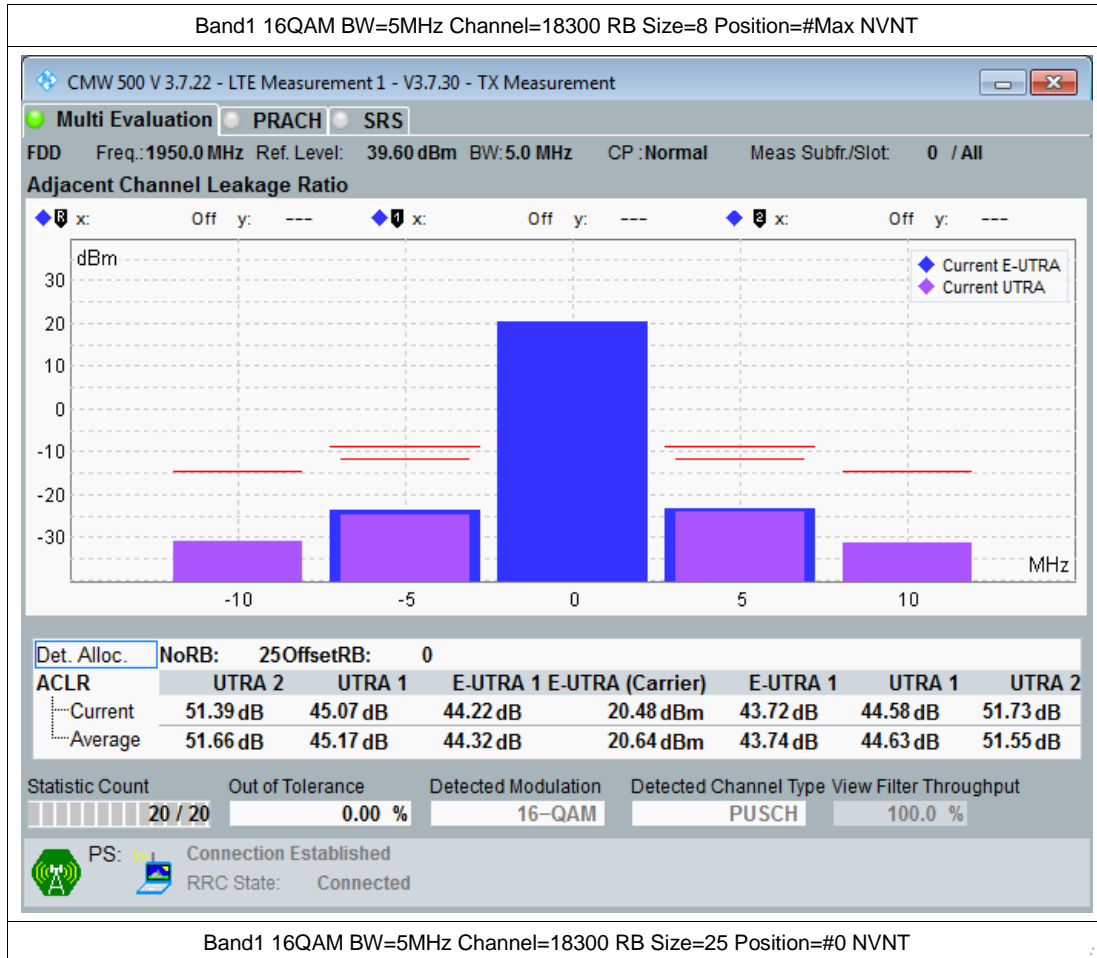 Band1 16QAM BW=5MHz Channel=18300 RB Size=8 Position=#Max NVNT
CMW 500 V 3.7.22 - LTE Measurement 1 - V3.7.30 - TX Measurement
Multi Evaluation PRACH SRS
FDD Freq.:1950.0 MHz Ref. Level: 39.60 dBm BW:5.0 MHz CP :Normal Meas Subfr./Slot: 0 / All
Adjacent Channel Leakage Ratio
R x: Off y: --- 1 x: Off y: --- 2 x: Off y: ---
dBm
Current E-UTRA
Current UTRA
30
20
10
0
-10
-20
-30
MHz
-10 -5 0 5 10
Det. Alloc. NoRB: 25 OffsetRB: 0
ACLR UTRA 2 UTRA 1 E-UTRA 1 E-UTRA (Carrier) E-UTRA 1 UTRA 1 UTRA 2
Current 51.39 dB 45.07 dB 44.22 dB 20.48 dBm 43.72 dB 44.58 dB 51.73 dB
Average 51.66 dB 45.17 dB 44.32 dB 20.64 dBm 43.74 dB 44.63 dB 51.55 dB
Statistic Count Out of Tolerance Detected Modulation Detected Channel Type View Filter Throughput
20 / 20 0.00 % 16-QAM PUSCH 100.0 %
PS: Connection Established
RRC State: Connected
Band1 16QAM BW=5MHz Channel=18300 RB Size=25 Position=#0 NVNT